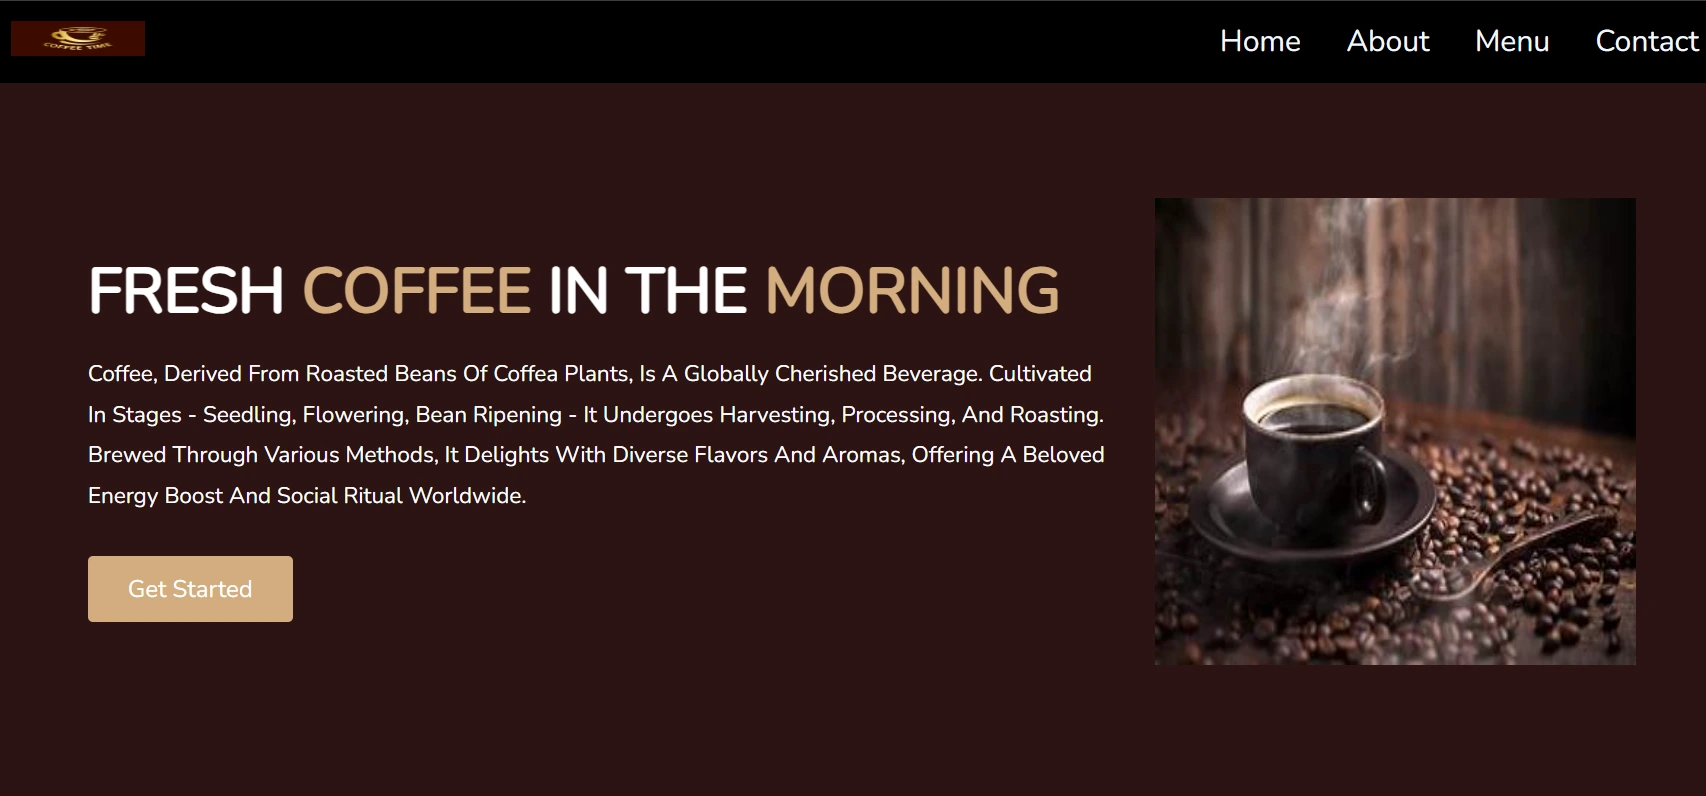 COFFEE TIME
Home About Menu Contact
FRESH COFFEE IN THE MORNING
Coffee, Derived From Roasted Beans Of Coffea Plants, Is A Globally Cherished Beverage. Cultivated
In Stages - Seedling, Flowering, Bean Ripening - It Undergoes Harvesting, Processing, And Roasting.
Brewed Through Various Methods, It Delights With Diverse Flavors And Aromas, Offering A Beloved
Energy Boost And Social Ritual Worldwide.
Get Started